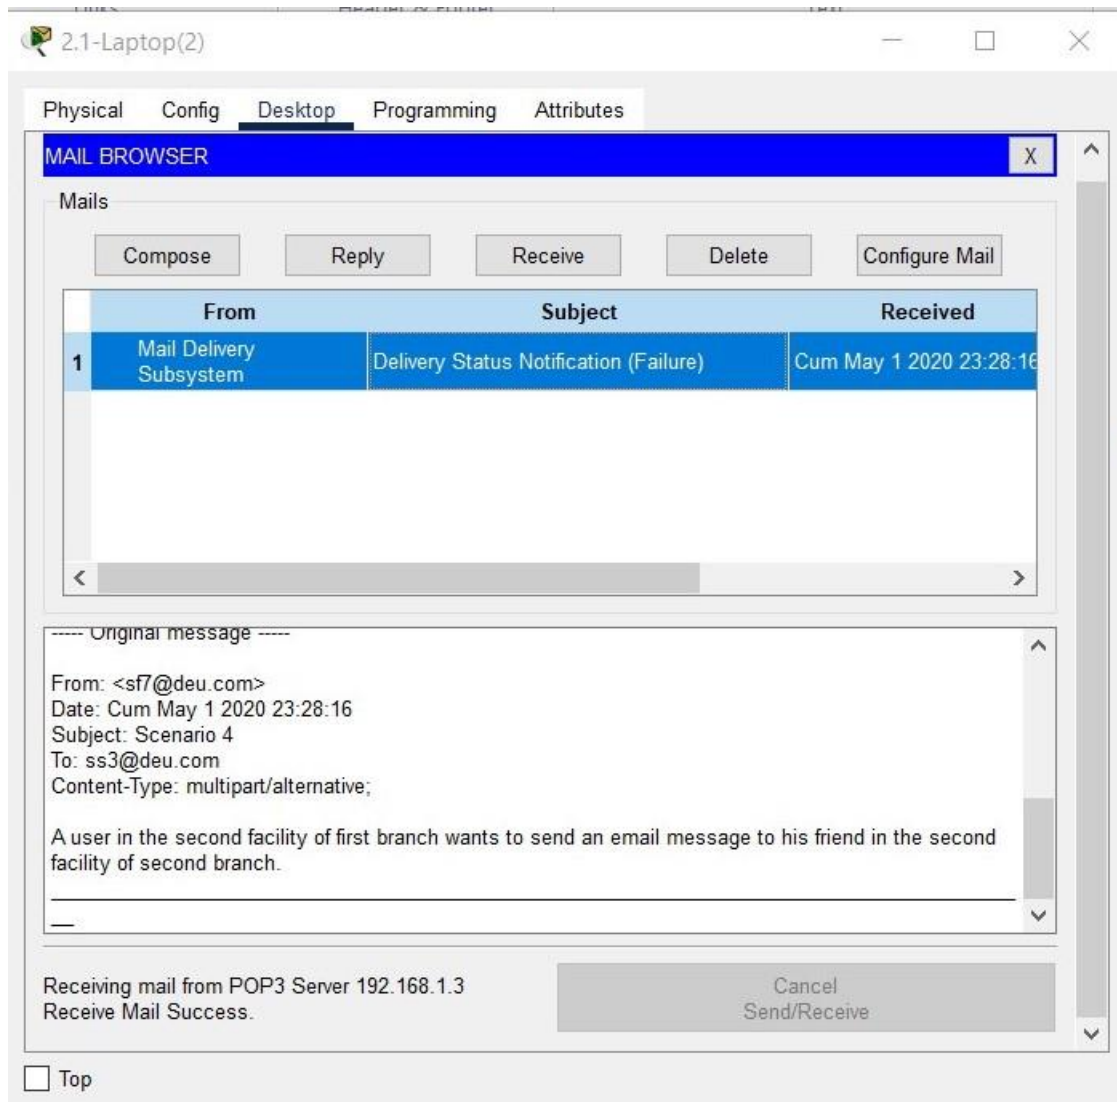 Header & Footer
2.1-Laptop(2)
Physical Config Desktop Programming Attributes
MAIL BROWSER X
Mails
Compose Reply Receive Delete Configure Mail
From Subject Received
1 Mail Delivery Subsystem Delivery Status Notification (Failure) Cum May 1 2020 23:28:16
----- Original message -----
From: <sf7@deu.com>
Date: Cum May 1 2020 23:28:16
Subject: Scenario 4
To: ss3@deu.com
Content-Type: multipart/alternative;
A user in the second facility of first branch wants to send an email message to his friend in the second
facility of second branch.
Receiving mail from POP3 Server 192.168.1.3
Receive Mail Success.
Cancel
Send/Receive
Top